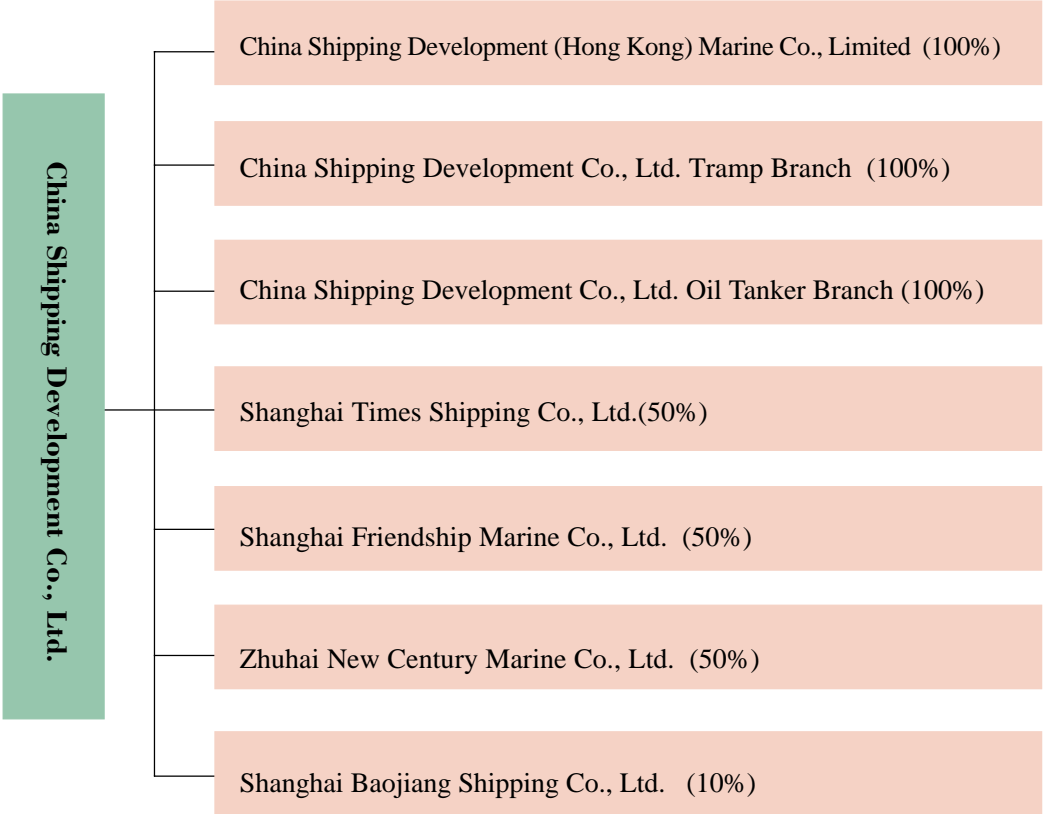 China Shipping Development Co., Ltd.
China Shipping Development (Hong Kong) Marine Co., Limited (100%)
China Shipping Development Co., Ltd. Tramp Branch (100%)
China Shipping Development Co., Ltd. Oil Tanker Branch (100%)
Shanghai Times Shipping Co., Ltd.(50%)
Shanghai Friendship Marine Co., Ltd. (50%)
Zhuhai New Century Marine Co., Ltd. (50%)
Shanghai Baojiang Shipping Co., Ltd. (10%)